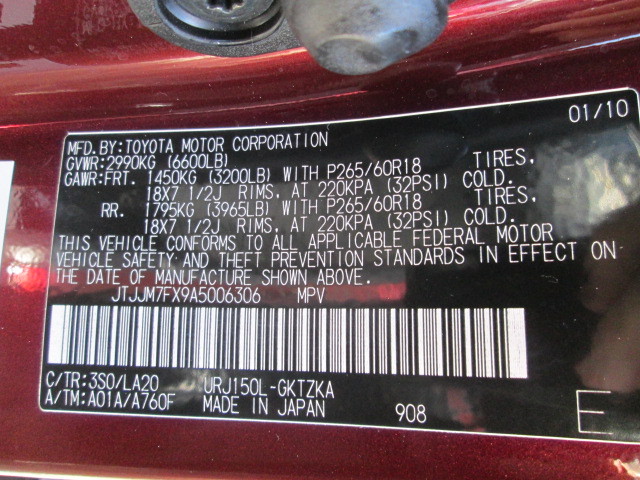 01/10
MFD.BY:TOYOTA MOTOR CORPORATION
GVWR:2990KG (6600LB)
GAWR:FRT. 1450KG (3200LB) WITH P265/60R18 TIRES,
18X7 1/2J RIMS, AT 220KPA (32PSI) COLD.
RR. 1795KG (3965LB) WITH P265/60R18 TIRES,
18X7 1/2J RIMS, AT 220KPA (32PSI) COLD.
THIS VEHICLE CONFORMS TO ALL APPLICABLE FEDERAL MOTOR
VEHICLE SAFETY AND THEFT PREVENTION STANDARDS IN EFFECT ON
THE DATE OF MANUFACTURE SHOWN ABOVE.
JTJJM7FX9A5006306 MPV
C/TR:3S0/LA20 URJ150L-GKTZKA
A/TM:A01A/A760F MADE IN JAPAN 908 E